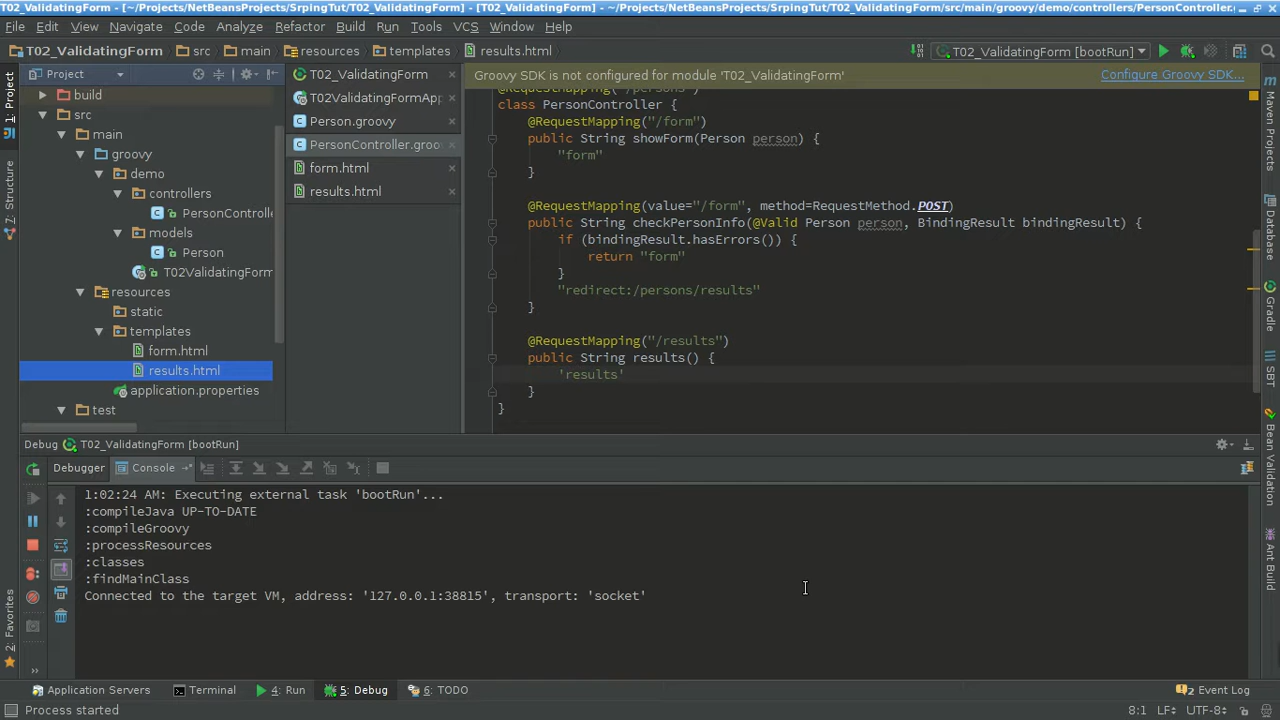 T02_ValidatingForm - [~/Projects/NetBeansProjects/SrpingTut/T02_ValidatingForm] - [T02_ValidatingForm] - ~/Projects/NetBeansProjects/SrpingTut/T02_ValidatingForm/src/main/groovy/demo/controllers/PersonController.
File Edit View Navigate Code Analyze Refactor Build Run Tools VCS Window Help
T02_ValidatingForm src main resources templates results.html T02_ValidatingForm [bootRun]
1: Project
7: Structure
2: Favorites
Project
build
src
main
groovy
demo
controllers
PersonController
models
Person
T02ValidatingForm
resources
static
templates
form.html
results.html
application.properties
test
T02_ValidatingForm
T02ValidatingFormApp
Person.groovy
PersonController.groo
form.html
results.html
Groovy SDK is not configured for module 'T02_ValidatingForm' Configure Groovy SDK...
@RequestMapping("/persons")
class PersonController {
@RequestMapping("/form")
public String showForm(Person person) {
"form"
}
@RequestMapping(value="/form", method=RequestMethod.POST)
public String checkPersonInfo(@Valid Person person, BindingResult bindingResult) {
if (bindingResult.hasErrors()) {
return "form"
}
"redirect:/persons/results"
}
@RequestMapping("/results")
public String results() {
'results'
}
}
Maven Projects
Database
Gradle
SBT
Bean Validation
Ant Build
Debug T02_ValidatingForm [bootRun]
Debugger Console
1:02:24 AM: Executing external task 'bootRun'...
:compileJava UP-TO-DATE
:compileGroovy
:processResources
:classes
:findMainClass
Connected to the target VM, address: '127.0.0.1:38815', transport: 'socket'
Application Servers Terminal 4: Run 5: Debug 6: TODO 2 Event Log
Process started 8:1 LF÷ UTF-8÷